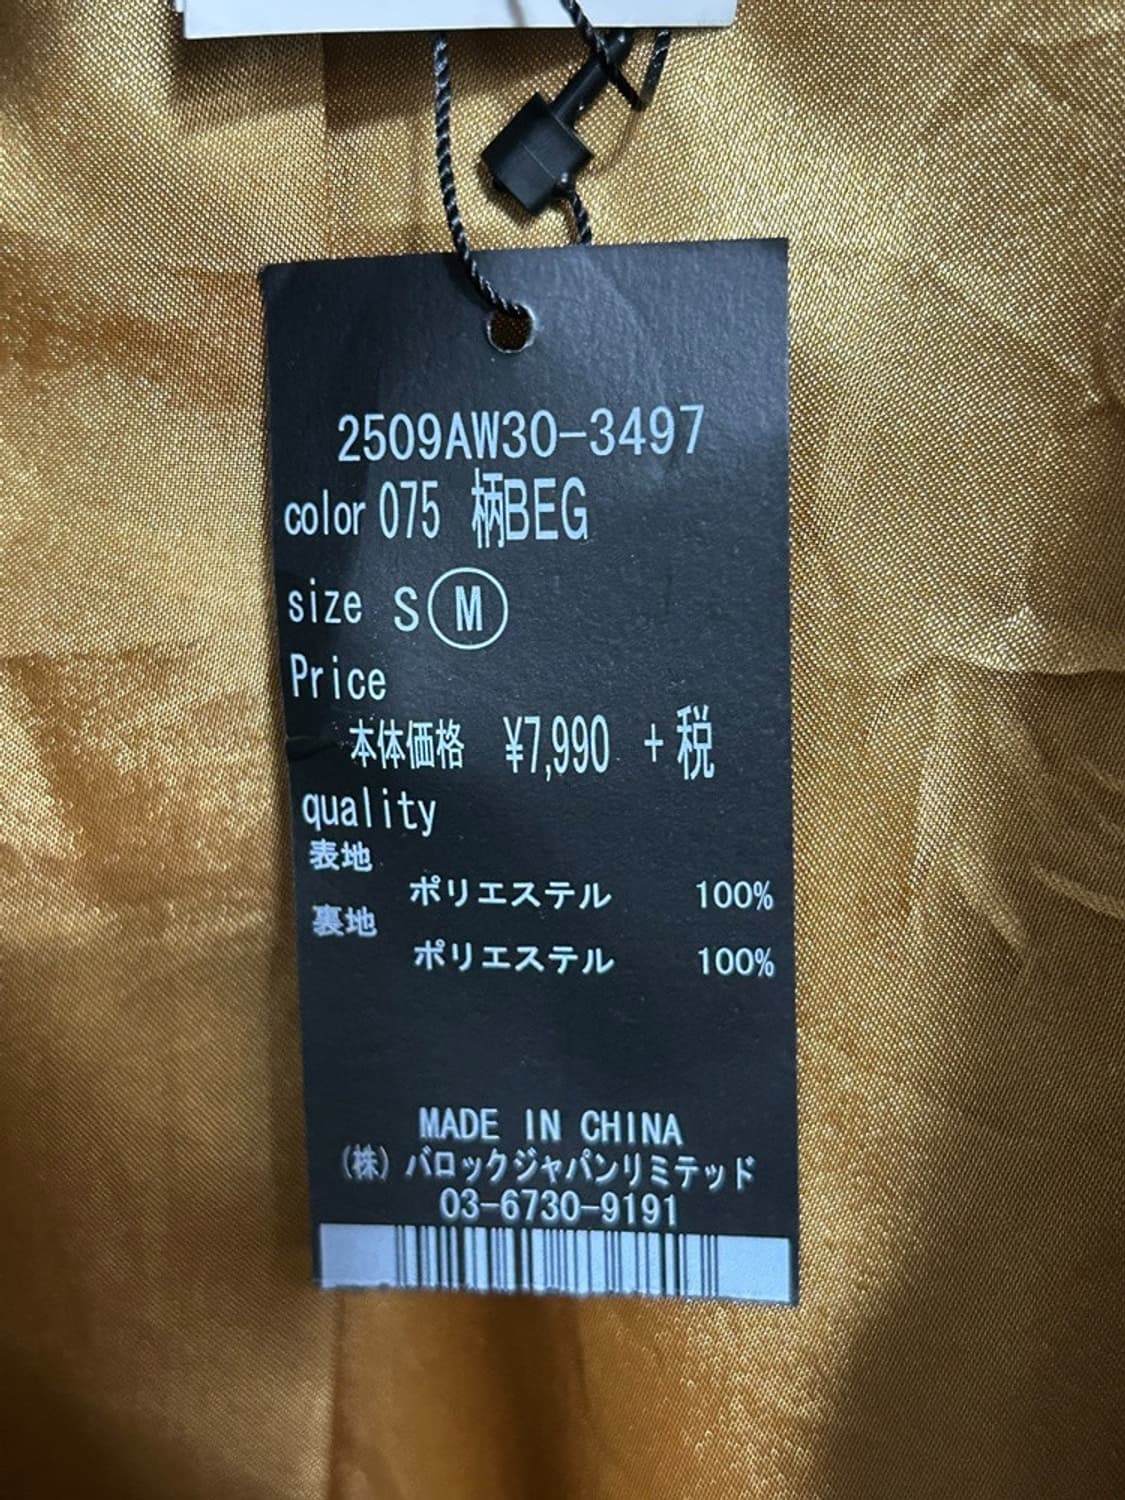 2509AW30-3497
color 075 柄BEG
size S M
Price
本体価格 ¥7,990 +税
quality
表地
ポリエステル 100%
裏地
ポリエステル 100%
MADE IN CHINA
(株) バロックジャパンリミテッド
03-6730-9191